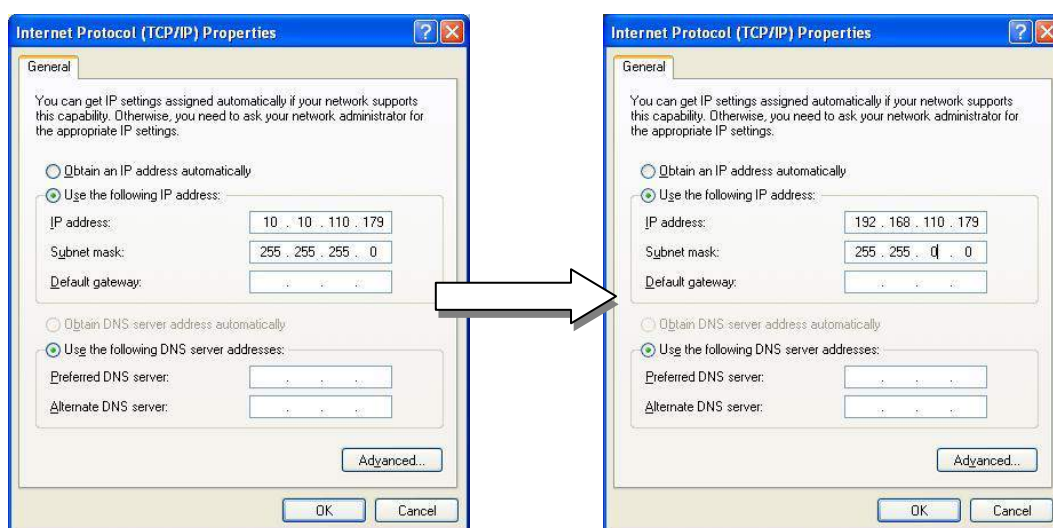 Internet Protocol (TCP/IP) Properties
General
You can get IP settings assigned automatically if your network supports
this capability. Otherwise, you need to ask your network administrator for
the appropriate IP settings.
Obtain an IP address automatically
Use the following IP address:
IP address: 10 . 10 . 110 . 179
Subnet mask: 255 . 255 . 255 . 0
Default gateway: . . .
Obtain DNS server address automatically
Use the following DNS server addresses:
Preferred DNS server: . . .
Alternate DNS server: . . .
Advanced...
OK Cancel
Internet Protocol (TCP/IP) Properties
General
You can get IP settings assigned automatically if your network supports
this capability. Otherwise, you need to ask your network administrator for
the appropriate IP settings.
Obtain an IP address automatically
Use the following IP address:
IP address: 192 . 168 . 110 . 179
Subnet mask: 255 . 255 . 0 . 0
Default gateway: . . .
Obtain DNS server address automatically
Use the following DNS server addresses:
Preferred DNS server: . . .
Alternate DNS server: . . .
Advanced...
OK Cancel